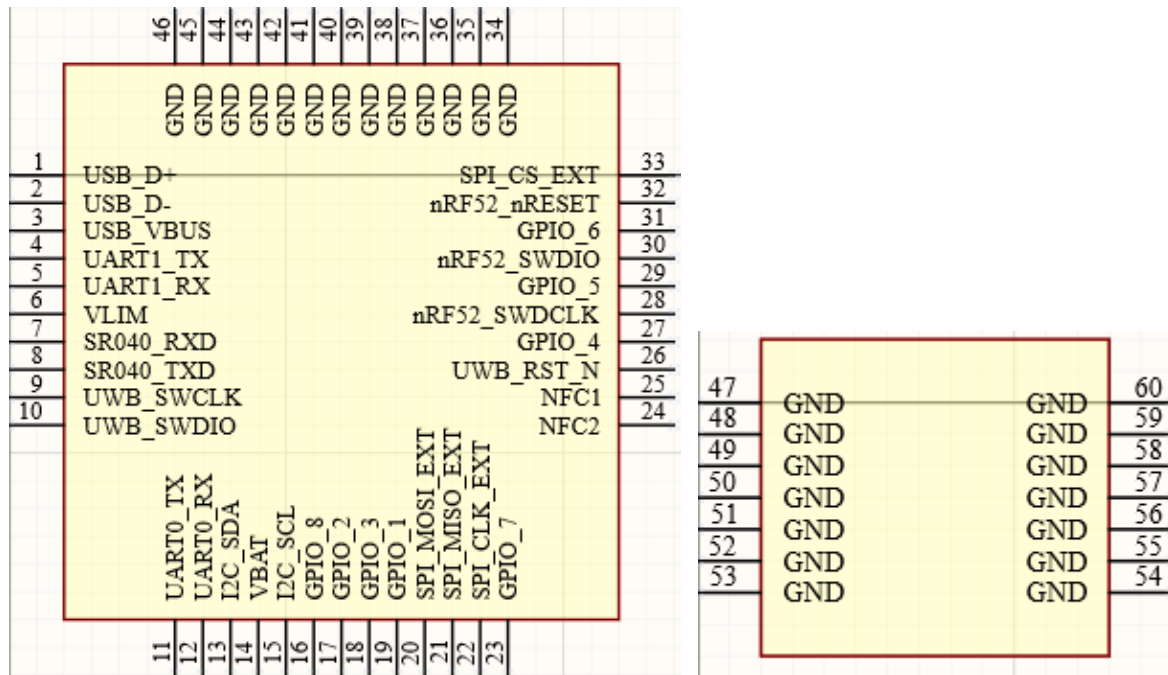 46 45 44 43 42 41 40 39 38 37 36 35 34
GND GND GND GND GND GND GND GND GND GND GND GND GND
1 USB_D+ SPI_CS_EXT 33
2 USB_D- nRF52_nRESET 32
3 USB_VBUS GPIO_6 31
4 UART1_TX nRF52_SWDIO 30
5 UART1_RX GPIO_5 29
6 VLIM nRF52_SWDCLK 28
7 SR040_RXD GPIO_4 27
8 SR040_TXD UWB_RST_N 26
9 UWB_SWCLK NFC1 25
10 UWB_SWDIO NFC2 24
UART0_TX UART0_RX I2C_SDA VBAT I2C_SCL GPIO_8 GPIO_2 GPIO_3 GPIO_1 SPI_MOSI_EXT SPI_MISO_EXT SPI_CLK_EXT GPIO_7
11 12 13 14 15 16 17 18 19 20 21 22 23
47 GND GND 60
48 GND GND 59
49 GND GND 58
50 GND GND 57
51 GND GND 56
52 GND GND 55
53 GND GND 54